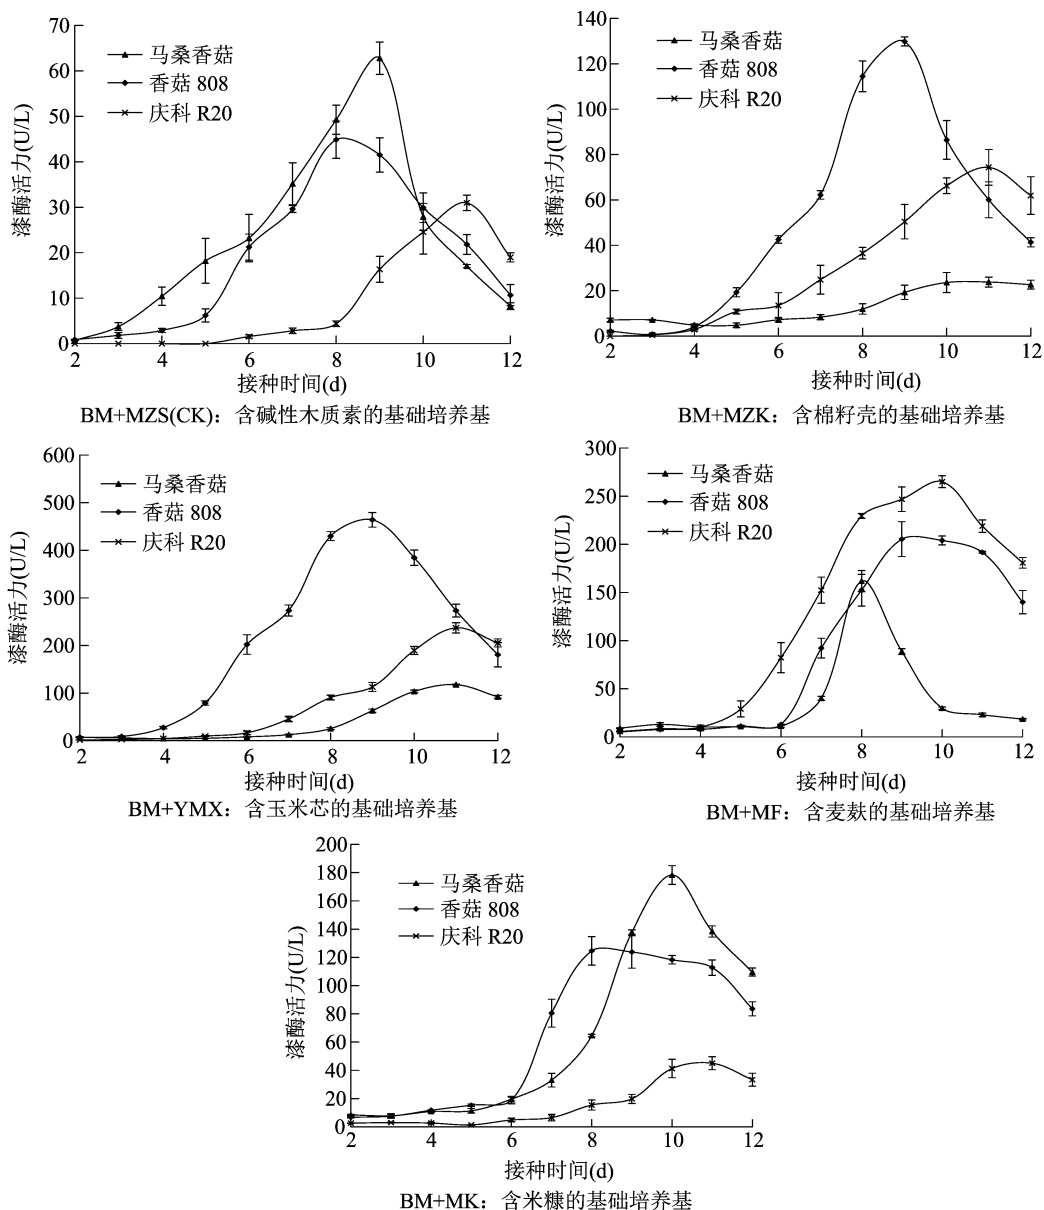 70
60
50
40
30
20
10
0
漆酶活力(U/L)
马桑香菇
香菇 808
庆科 R20
2 4 6 8 10 12
接种时间(d)
BM+MZS(CK)：含碱性木质素的基础培养基
140
120
100
80
60
40
20
0
漆酶活力(U/L)
马桑香菇
香菇 808
庆科 R20
2 4 6 8 10 12
接种时间(d)
BM+MZK：含棉籽壳的基础培养基
600
500
400
300
200
100
0
漆酶活力(U/L)
马桑香菇
香菇 808
庆科 R20
2 4 6 8 10 12
接种时间(d)
BM+YMX：含玉米芯的基础培养基
300
250
200
150
100
50
0
漆酶活力(U/L)
马桑香菇
香菇 808
庆科 R20
2 4 6 8 10 12
接种时间(d)
BM+MF：含麦麸的基础培养基
200
180
160
140
120
100
80
60
40
20
0
漆酶活力(U/L)
马桑香菇
香菇 808
庆科 R20
2 4 6 8 10 12
接种时间(d)
BM+MK：含米糠的基础培养基